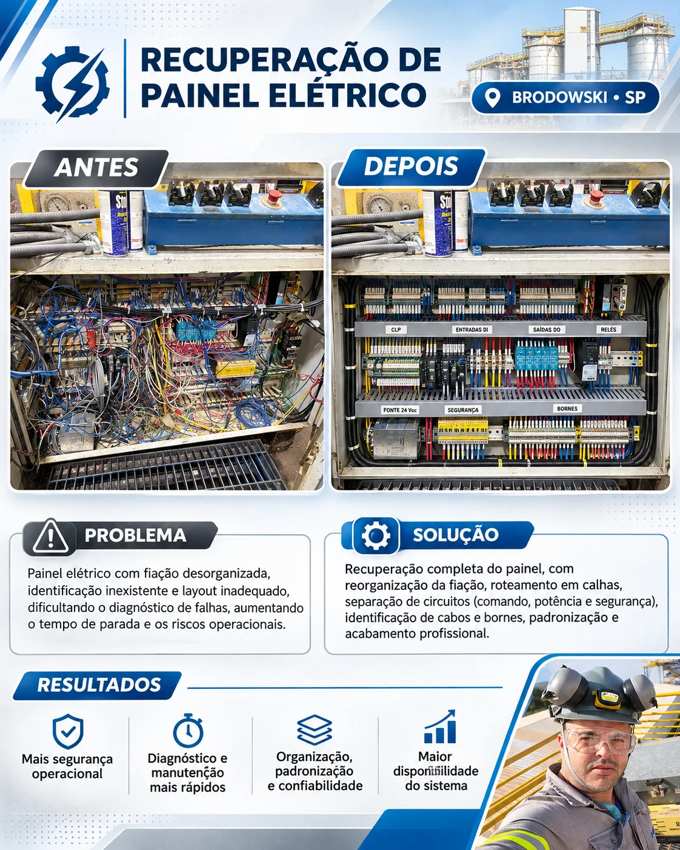 RECUPERAÇÃO DE
PAINEL ELÉTRICO
BRODOWSKI • SP
ANTES
DEPOIS
CLP
ENTRADAS DI
SAÍDAS DO
RELÉS
FONTE 24 Vcc
SEGURANÇA
BORNES
PROBLEMA
Painel elétrico com fiação desorganizada,
identificação inexistente e layout inadequado,
dificultando o diagnóstico de falhas, aumentando
o tempo de parada e os riscos operacionais.
SOLUÇÃO
Recuperação completa do painel, com
reorganização da fiação, roteamento em calhas,
separação de circuitos (comando, potência e segurança),
identificação de cabos e bornes, padronização e
acabamento profissional.
RESULTADOS
Mais segurança
operacional
Diagnóstico e
manutenção
mais rápidos
Organização,
padronização
e confiabilidade
Maior
do sistema